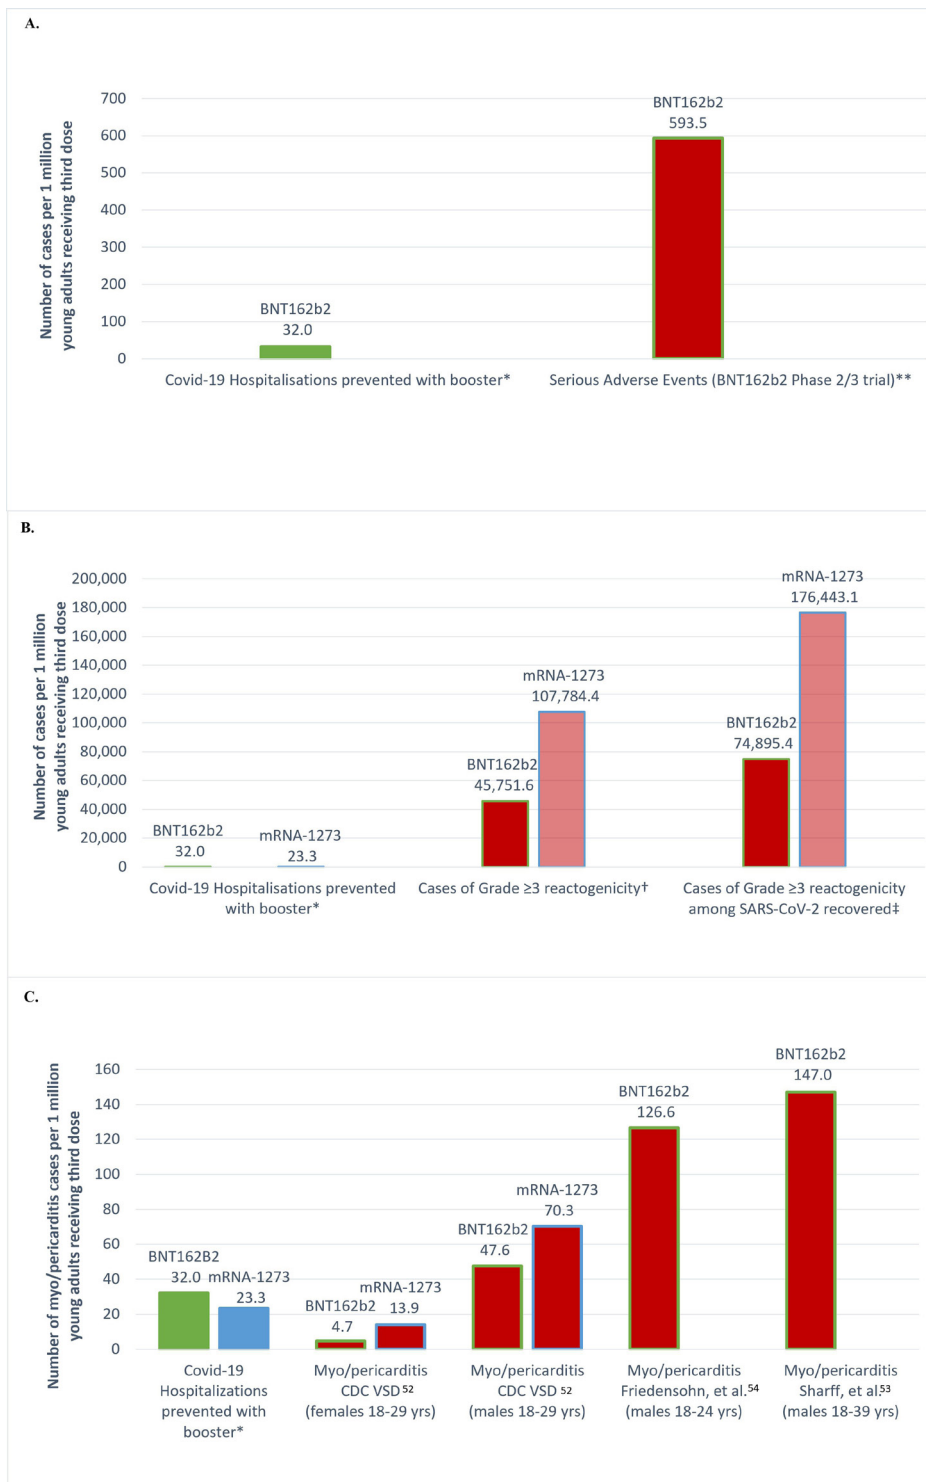 A.
Number of cases per 1 million
young adults receiving third dose
700
600
500
400
300
200
100
0
BNT162b2
32.0
BNT162b2
593.5
Covid-19 Hospitalisations prevented with booster*
Serious Adverse Events (BNT162b2 Phase 2/3 trial)**
B.
Number of cases per 1 million
young adults receiving third dose
200,000
180,000
160,000
140,000
120,000
100,000
80,000
60,000
40,000
20,000
0
BNT162b2
32.0
mRNA-1273
23.3
BNT162b2
45,751.6
mRNA-1273
107,784.4
BNT162b2
74,895.4
mRNA-1273
176,443.1
Covid-19 Hospitalisations prevented
with booster*
Cases of Grade ≥3 reactogenicity†
Cases of Grade ≥3 reactogenicity
among SARS-CoV-2 recovered‡
C.
Number of myo/pericarditis cases per 1 million
young adults receiving third dose
160
140
120
100
80
60
40
20
0
BNT162B2
32.0
mRNA-1273
23.3
BNT162b2
4.7
mRNA-1273
13.9
BNT162b2
47.6
mRNA-1273
70.3
BNT162b2
126.6
BNT162b2
147.0
Covid-19
Hospitalizations
prevented with
booster*
Myo/pericarditis
CDC VSD 52
(females 18-29 yrs)
Myo/pericarditis
CDC VSD 52
(males 18-29 yrs)
Myo/pericarditis
Friedensohn, et al.54
(males 18-24 yrs)
Myo/pericarditis
Sharff, et al.53
(males 18-39 yrs)